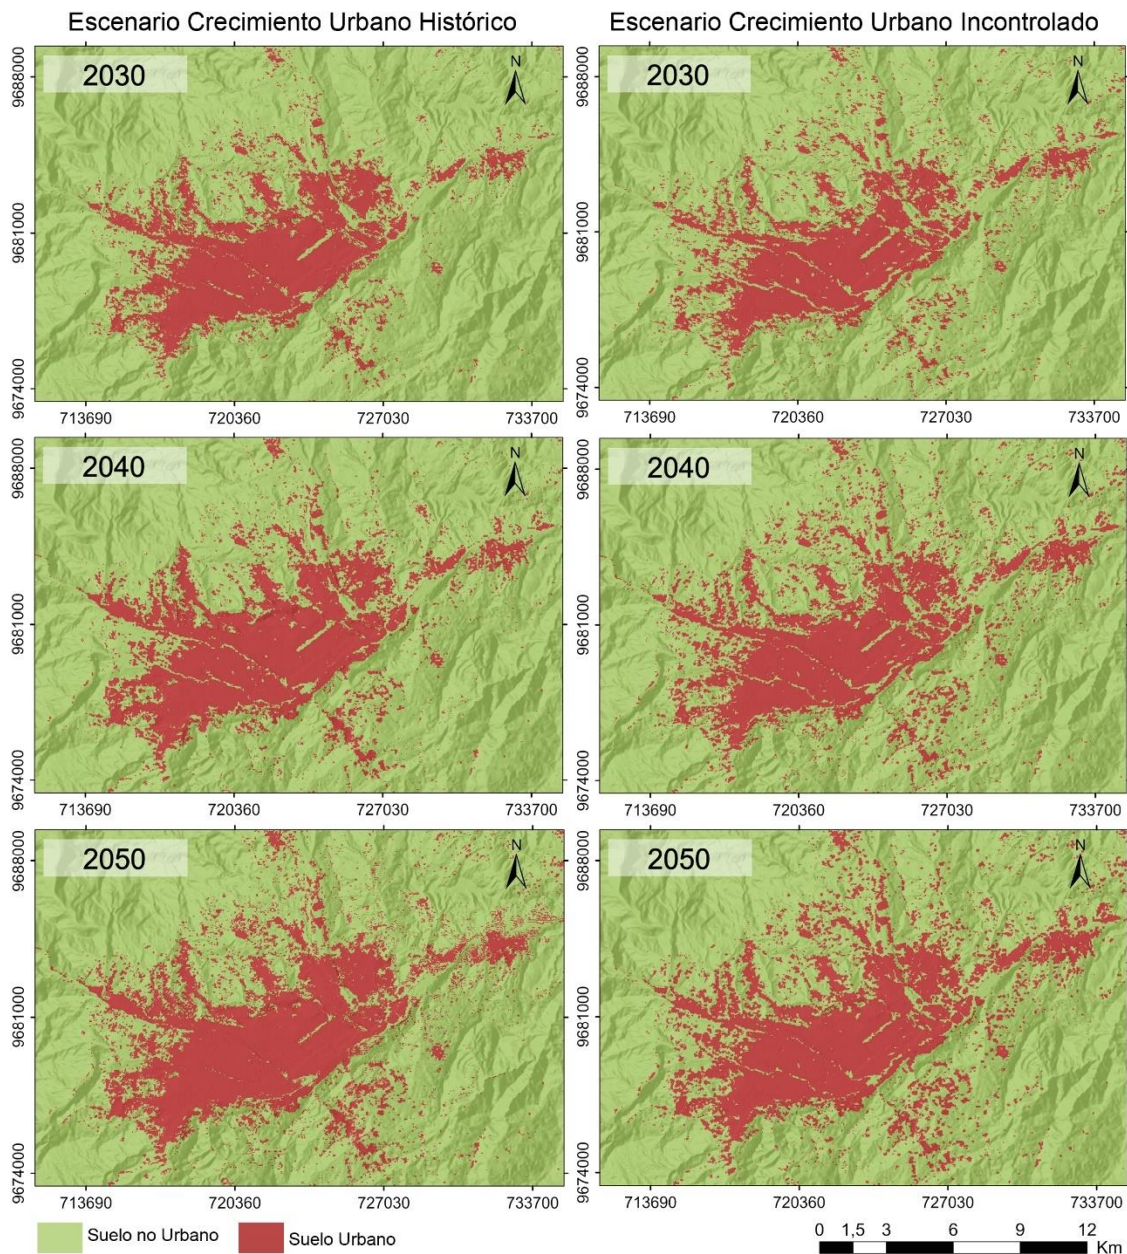 Escenario Crecimiento Urbano Histórico
Escenario Crecimiento Urbano Incontrolado
2030
N
9688000
9681000
9674000
713690 720360 727030 733700
2030
N
9688000
9681000
9674000
713690 720360 727030 733700
2040
N
9688000
9681000
9674000
713690 720360 727030 733700
2040
N
9688000
9681000
9674000
713690 720360 727030 733700
2050
N
9688000
9681000
9674000
713690 720360 727030 733700
2050
N
9688000
9681000
9674000
713690 720360 727030 733700
Suelo no Urbano
Suelo Urbano
0 1,5 3 6 9 12
Km